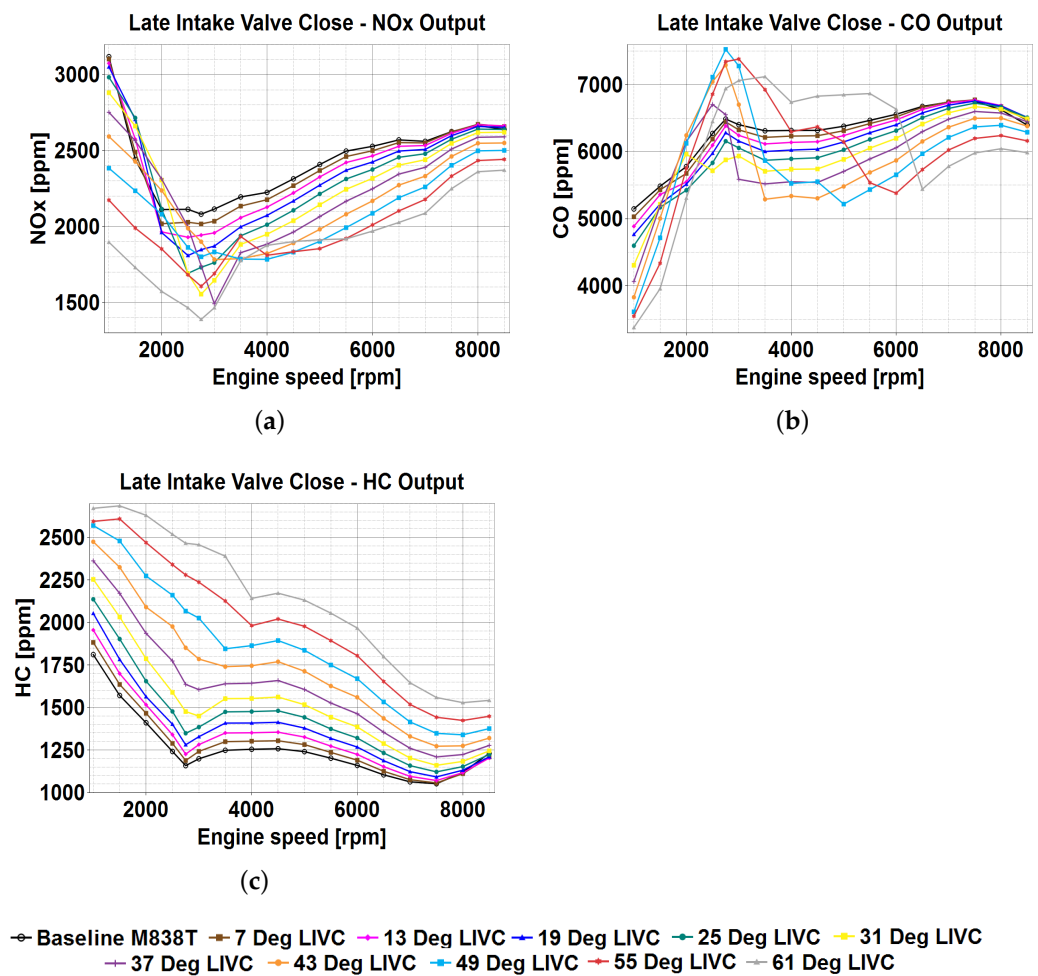 Late Intake Valve Close - NOx Output
3000
2500
2000
1500
NOx [ppm]
2000 4000 6000 8000
Engine speed [rpm]
(a)
Late Intake Valve Close - CO Output
7000
6000
5000
4000
CO [ppm]
2000 4000 6000 8000
Engine speed [rpm]
(b)
Late Intake Valve Close - HC Output
2500
2250
2000
1750
1500
1250
1000
HC [ppm]
2000 4000 6000 8000
Engine speed [rpm]
(c)
Baseline M838T 7 Deg LIVC 13 Deg LIVC 19 Deg LIVC 25 Deg LIVC 31 Deg LIVC
37 Deg LIVC 43 Deg LIVC 49 Deg LIVC 55 Deg LIVC 61 Deg LIVC